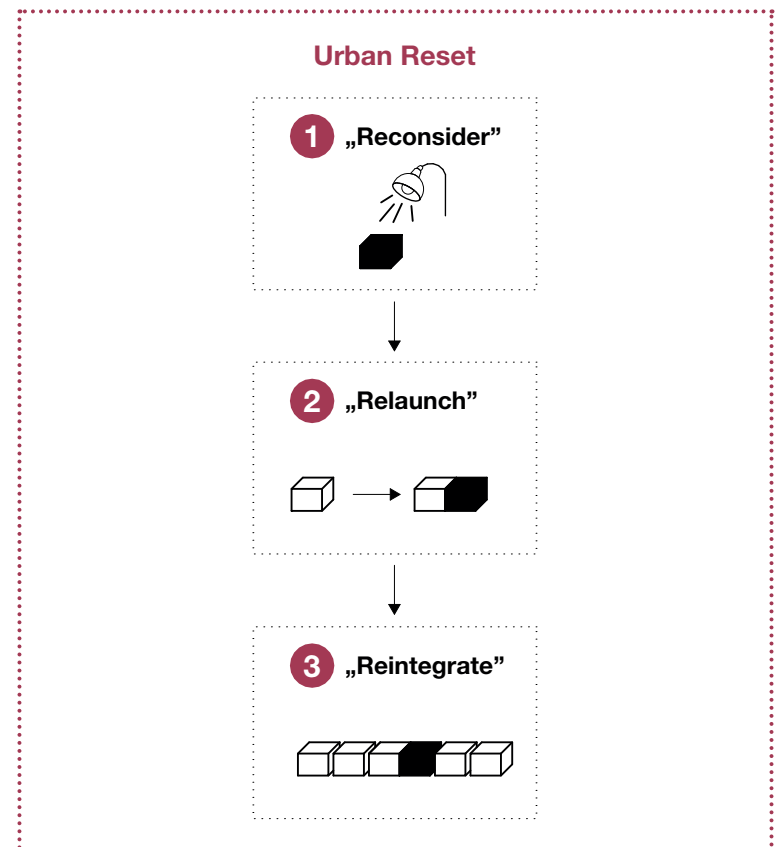 Urban Reset
1 „Reconsider”
2 „Relaunch”
3 „Reintegrate”